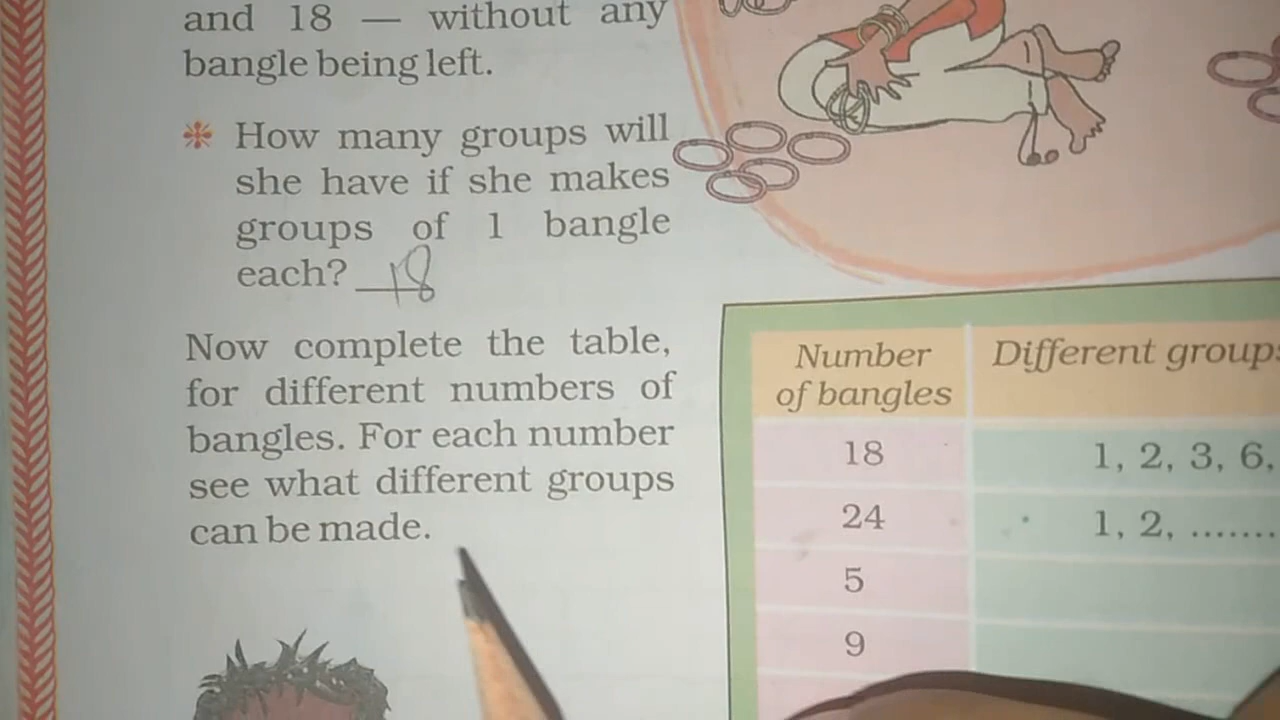 and 18 — without any
bangle being left.
How many groups will
she have if she makes
groups of 1 bangle
each? 18
Now complete the table,
for different numbers of
bangles. For each number
see what different groups
can be made.
Number of bangles Different groups
18 1, 2, 3, 6,
24 1, 2, .......
5
9